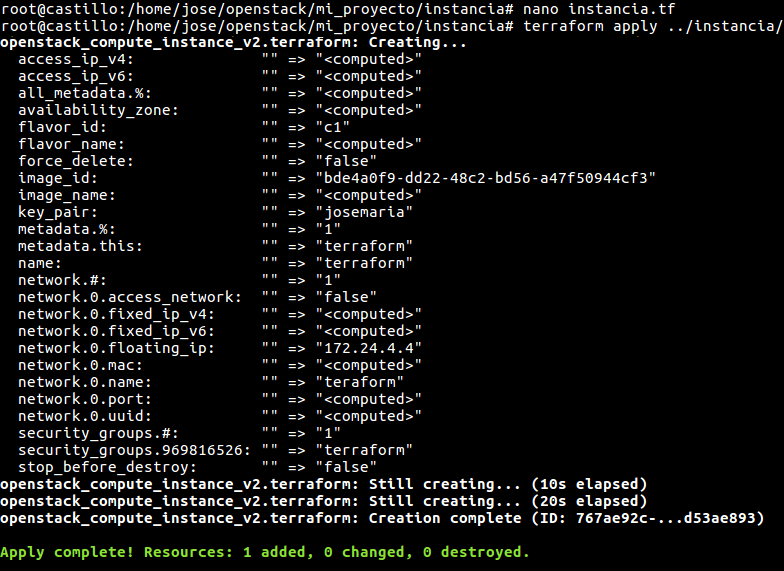 root@castillo:/home/jose/openstack/mi_proyecto/instancia# nano instancia.tf
root@castillo:/home/jose/openstack/mi_proyecto/instancia# terraform apply ../instancia/
openstack_compute_instance_v2.terraform: Creating...
  access_ip_v4:               "" => "<computed>"
  access_ip_v6:               "" => "<computed>"
  all_metadata.%:             "" => "<computed>"
  availability_zone:          "" => "<computed>"
  flavor_id:                  "" => "c1"
  flavor_name:                "" => "<computed>"
  force_delete:               "" => "false"
  image_id:                   "" => "bde4a0f9-dd22-48c2-bd56-a47f50944cf3"
  image_name:                 "" => "<computed>"
  key_pair:                   "" => "josemaria"
  metadata.%:                 "" => "1"
  metadata.this:              "" => "terraform"
  name:                       "" => "terraform"
  network.#:                  "" => "1"
  network.0.access_network:   "" => "false"
  network.0.fixed_ip_v4:      "" => "<computed>"
  network.0.fixed_ip_v6:      "" => "<computed>"
  network.0.floating_ip:      "" => "172.24.4.4"
  network.0.mac:              "" => "<computed>"
  network.0.name:             "" => "teraform"
  network.0.port:             "" => "<computed>"
  network.0.uuid:             "" => "<computed>"
  security_groups.#:          "" => "1"
  security_groups.969816526:  "" => "terraform"
  stop_before_destroy:        "" => "false"
openstack_compute_instance_v2.terraform: Still creating... (10s elapsed)
openstack_compute_instance_v2.terraform: Still creating... (20s elapsed)
openstack_compute_instance_v2.terraform: Creation complete (ID: 767ae92c-...d53ae893)
Apply complete! Resources: 1 added, 0 changed, 0 destroyed.